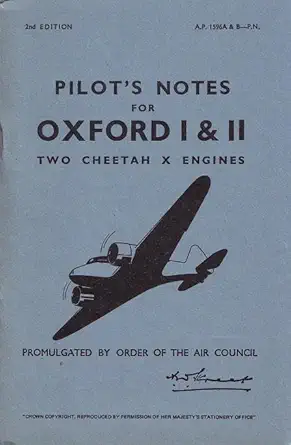 2nd EDITION
A.P. 1596A & B—P.N.
PILOT'S NOTES
FOR
OXFORD I & II
TWO CHEETAH X ENGINES
PROMULGATED BY ORDER OF THE AIR COUNCIL
"CROWN COPYRIGHT, REPRODUCED BY PERMISSION OF HER MAJESTY'S STATIONERY OFFICE"